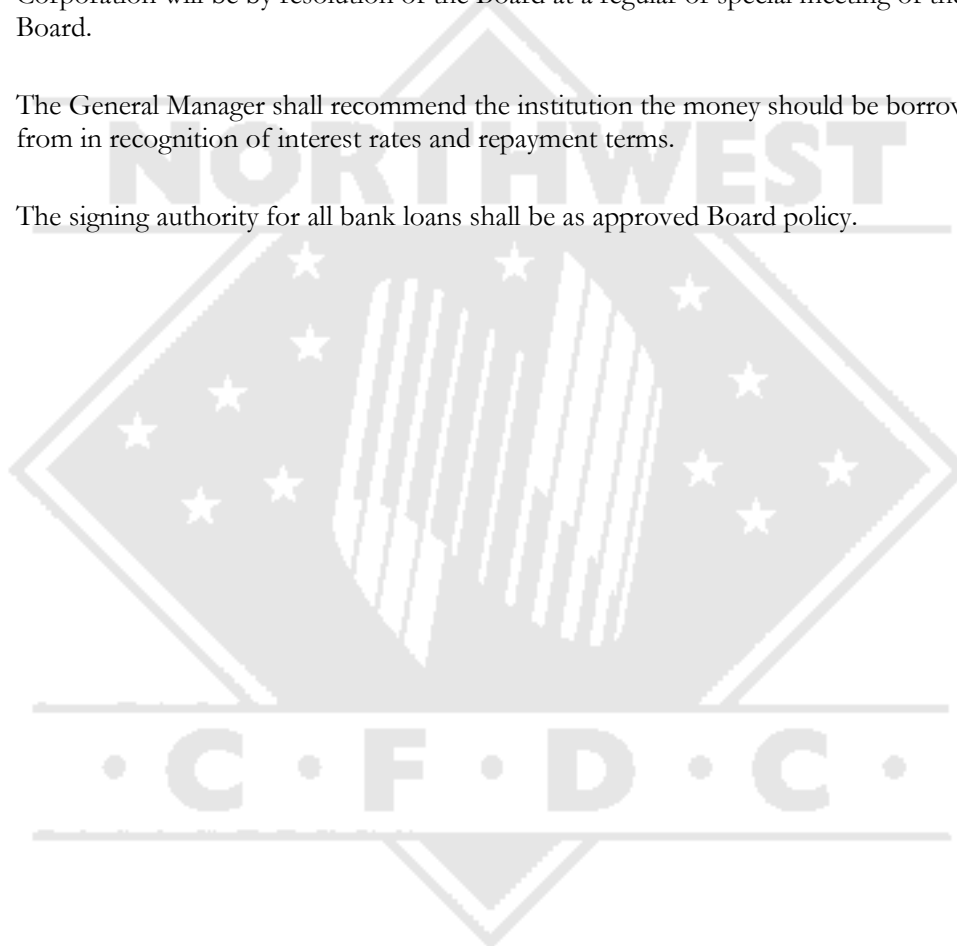 Corporation will be by resolution of the Board at a regular or special meeting of the
Board.
The General Manager shall recommend the institution the money should be borrow
from in recognition of interest rates and repayment terms.
NORTHWEST
The signing authority for all bank loans shall be as approved Board policy.
· C · F · D · C ·